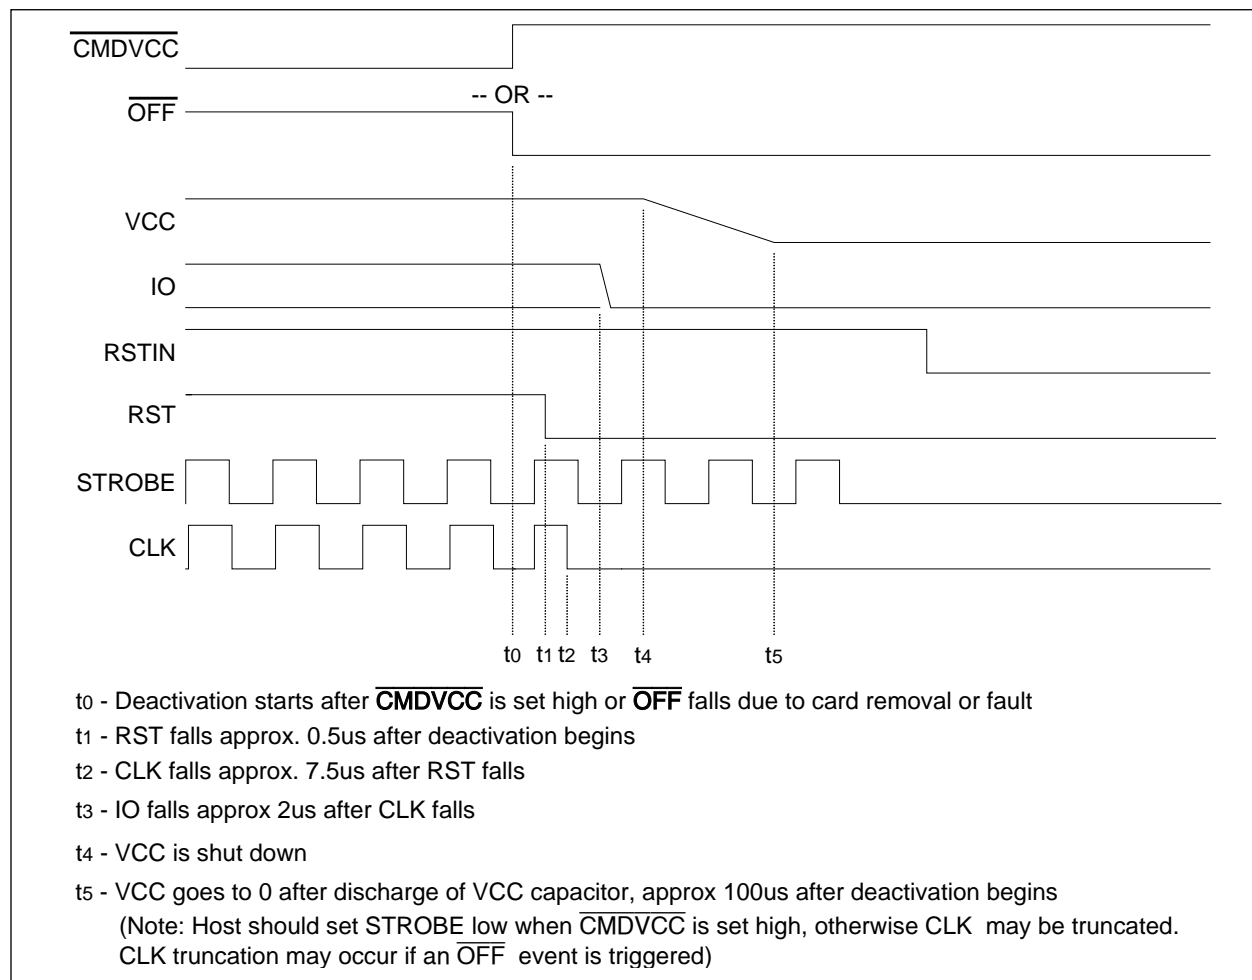 CMDVCC
-- OR --
OFF
VCC
IO
RSTIN
RST
STROBE
CLK
t0 t1 t2 t3 t4 t5
t0 - Deactivation starts after CMDVCC is set high or OFF falls due to card removal or fault
t1 - RST falls approx. 0.5us after deactivation begins
t2 - CLK falls approx. 7.5us after RST falls
t3 - IO falls approx 2us after CLK falls
t4 - VCC is shut down
t5 - VCC goes to 0 after discharge of VCC capacitor, approx 100us after deactivation begins
(Note: Host should set STROBE low when CMDVCC is set high, otherwise CLK may be truncated.
CLK truncation may occur if an OFF event is triggered)